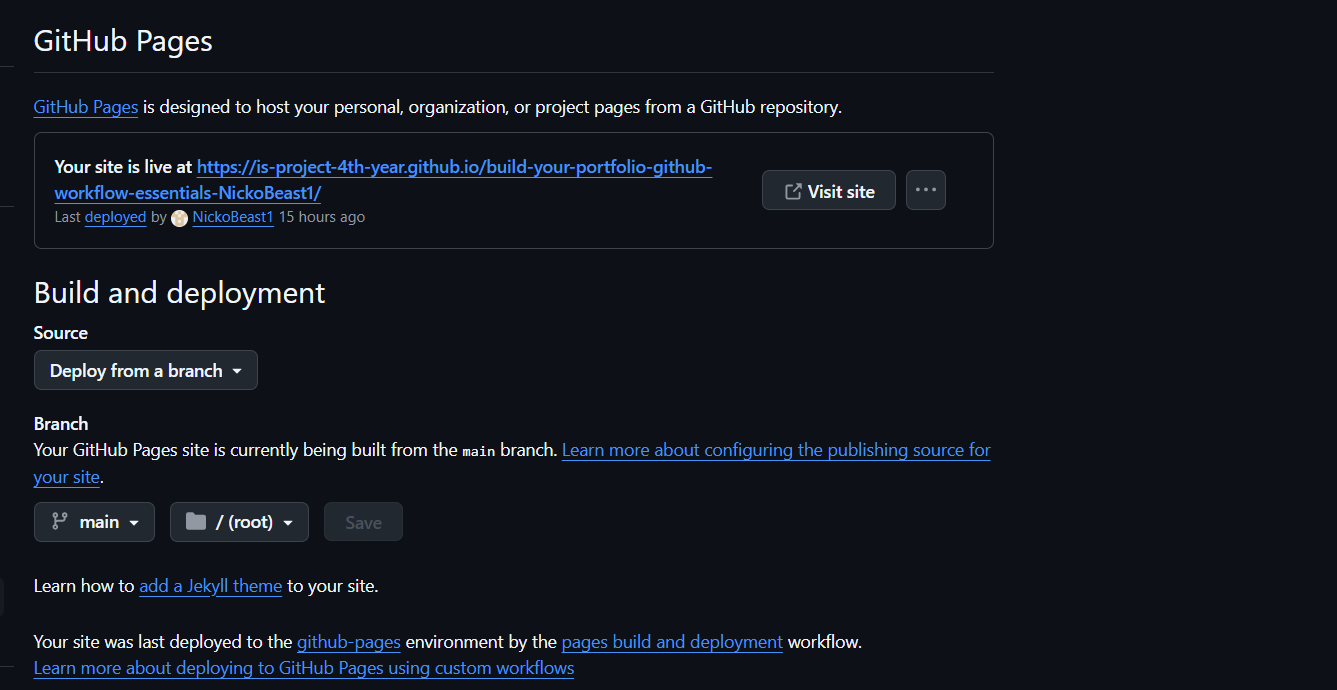 GitHub Pages
GitHub Pages is designed to host your personal, organization, or project pages from a GitHub repository.
Your site is live at https://is-project-4th-year.github.io/build-your-portfolio-github-
workflow-essentials-NickoBeast1/
Visit site
Last deployed by NickoBeast1 15 hours ago
Build and deployment
Source
Deploy from a branch
Branch
Your GitHub Pages site is currently being built from the main branch. Learn more about configuring the publishing source for
your site.
main
/ (root)
Save
Learn how to add a Jekyll theme to your site.
Your site was last deployed to the github-pages environment by the pages build and deployment workflow.
Learn more about deploying to GitHub Pages using custom workflows